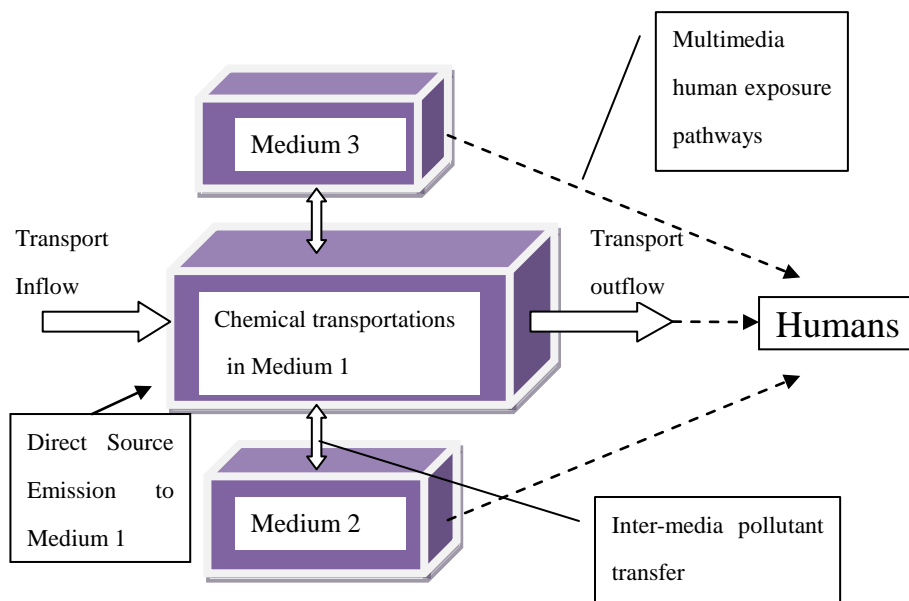 Multimedia
human exposure
pathways
Medium 3
Transport
Inflow
Transport
outflow
Chemical transportations
in Medium 1
Humans
Direct Source
Emission to
Medium 1
Medium 2
Inter-media pollutant
transfer